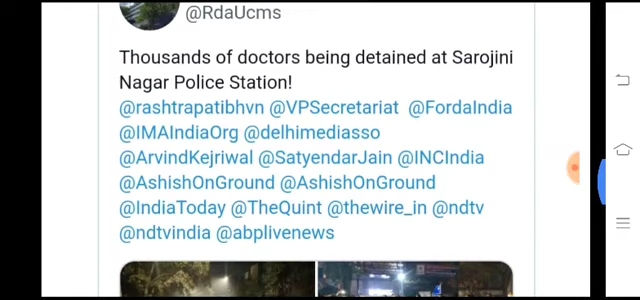 @RdaUcms
Thousands of doctors being detained at Sarojini
Nagar Police Station!
@rashtrapatibhvn @VPSecretariat @FordaIndia
@IMAIndiaOrg @delhimediasso
@ArvindKejriwal @SatyendarJain @INCIndia
@AshishOnGround @AshishOnGround
@IndiaToday @TheQuint @thewire_in @ndtv
@ndtvindia @abplivenews